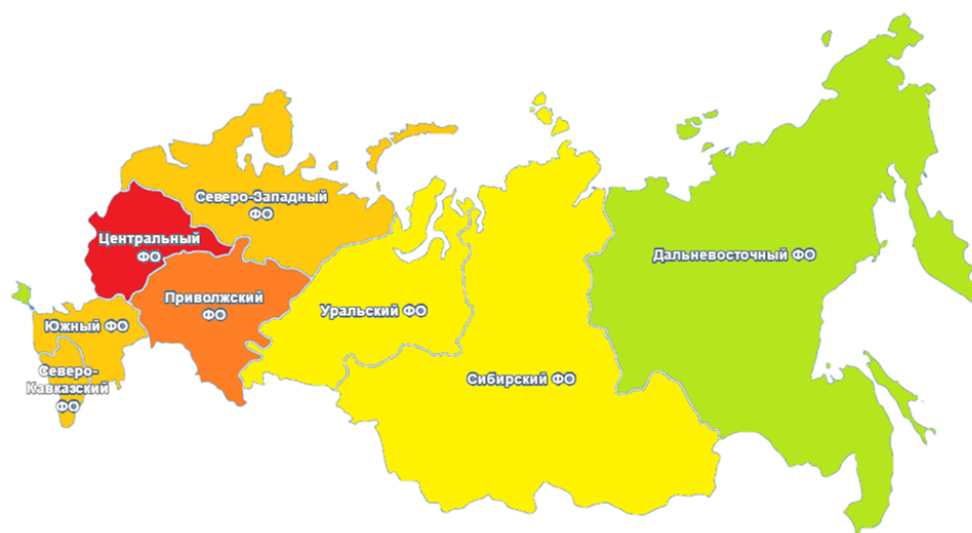 Северо-Западный
ФО
Центральный
ФО
Дальневосточный ФО
Приволжский
ФО
Уральский ФО
Южный ФО
Северо-
Кавказский
ФО
Сибирский ФО